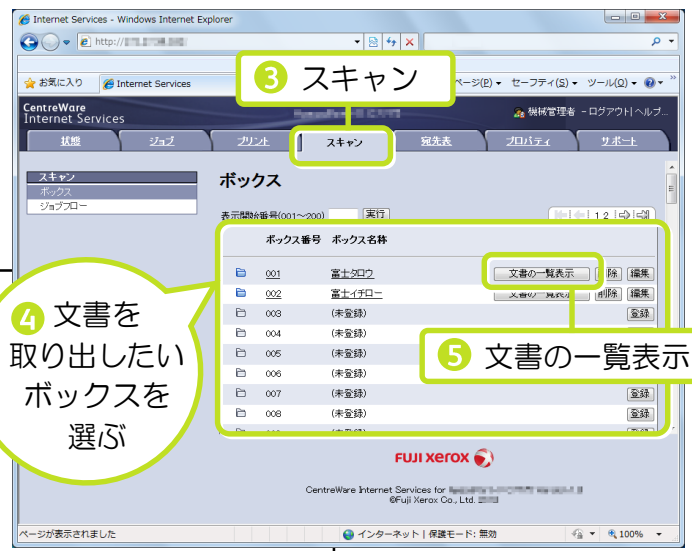 Internet Services - Windows Internet Explorer
http://
お気に入り Internet Services ページ(P) セーフティ(S) ツール(O)
③ スキャン
CentreWare
Internet Services
機械管理者 - ログアウト|ヘルプ...
状態 ジョブ プリント スキャン 宛先表 プロパティ サポート
スキャン
ボックス
ジョブフロー
ボックス
表示開始番号(001～200) 実行 1 2
ボックス番号 ボックス名称
001 富士タロウ 文書の一覧表示 削除 編集
002 富士イチロー 文書の一覧表示 削除 編集
003 (未登録) 登録
004 (未登録)
005 (未登録)
006 (未登録)
007 (未登録) 登録
008 (未登録) 登録
④ 文書を
取り出したい
ボックスを
選ぶ
⑤ 文書の一覧表示
FUJI XEROX
CentreWare Internet Services for
©Fuji Xerox Co., Ltd.
ページが表示されました インターネット | 保護モード: 無効 100%